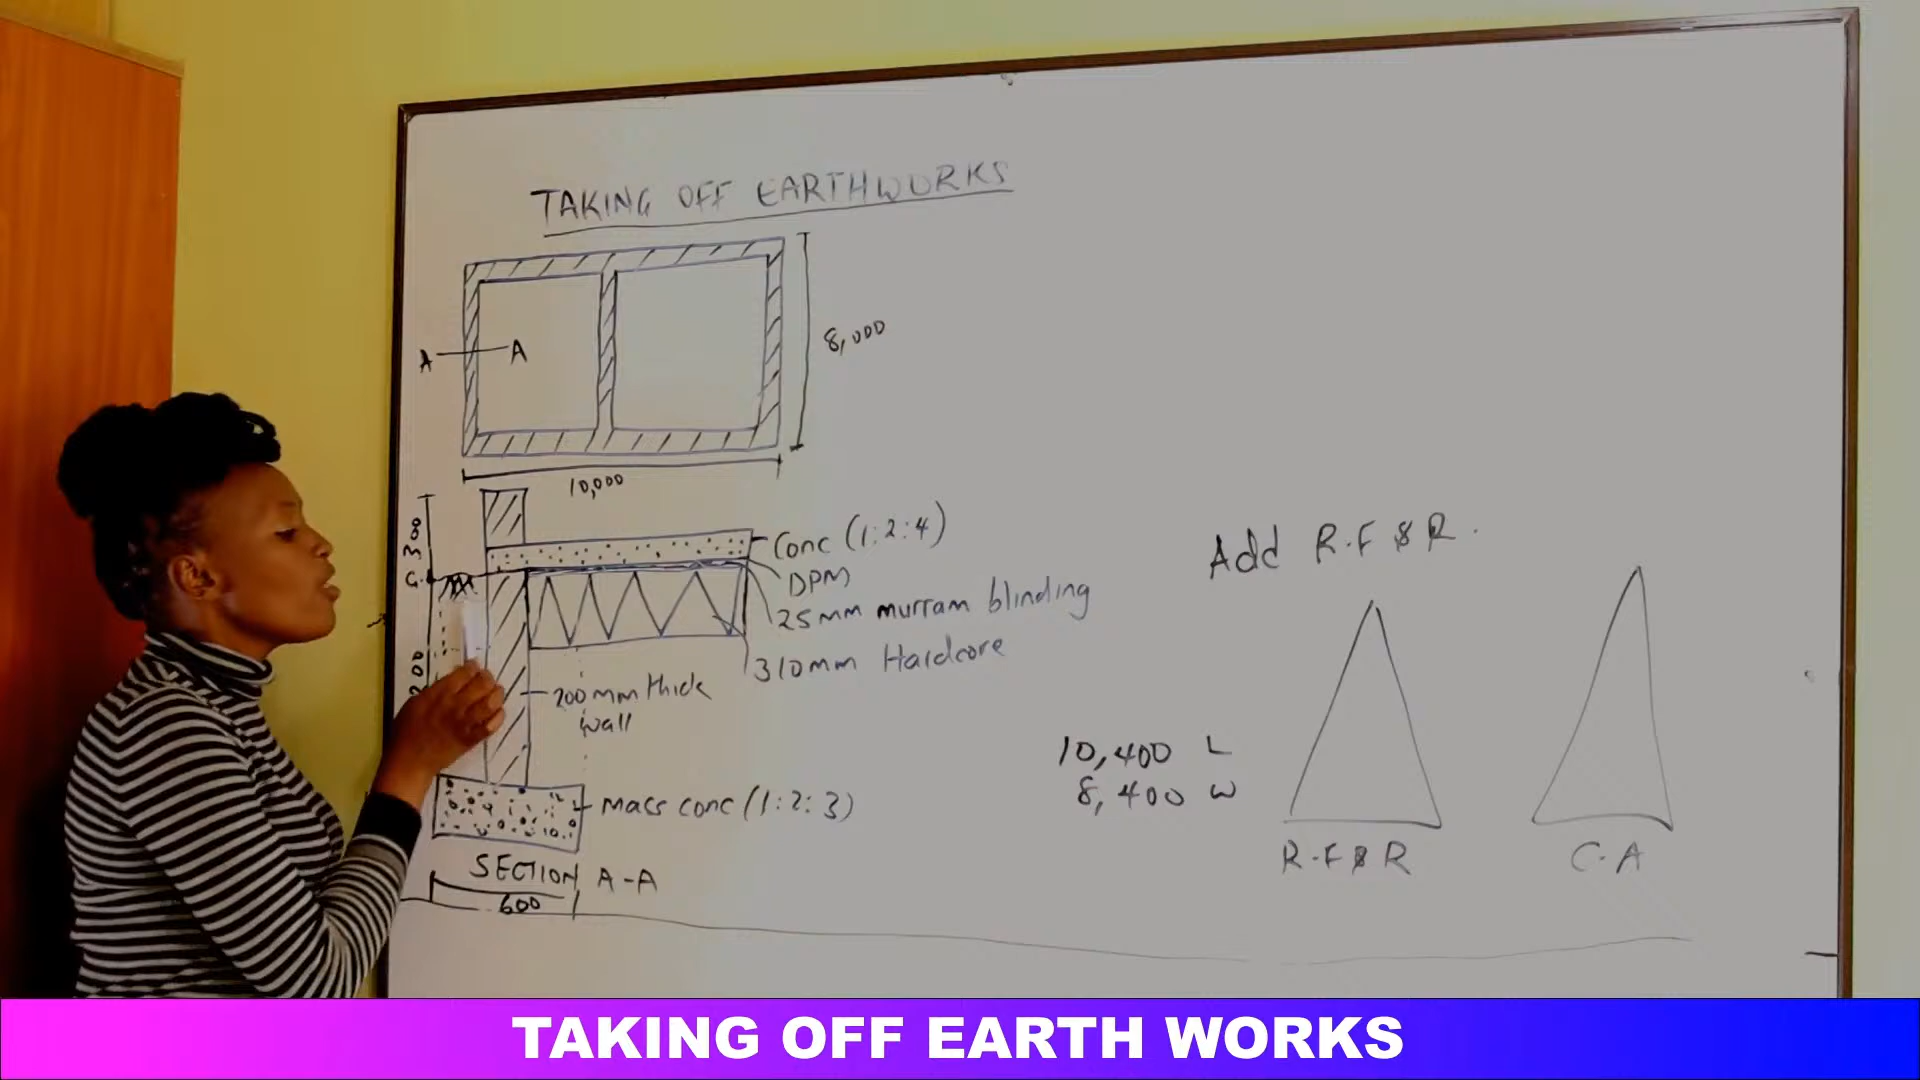 TAKING OFF EARTHWORKS
A
A
8,000
10,000
300
G.L
Conc (1:2:4)
DPM
25mm murram blinding
310mm Hardcore
200mm thick
wall
mass conc (1:2:3)
SECTION A-A
600
Add R.F & R.
10,400 L
8,400 W
R.F & R
C.A
TAKING OFF EARTH WORKS